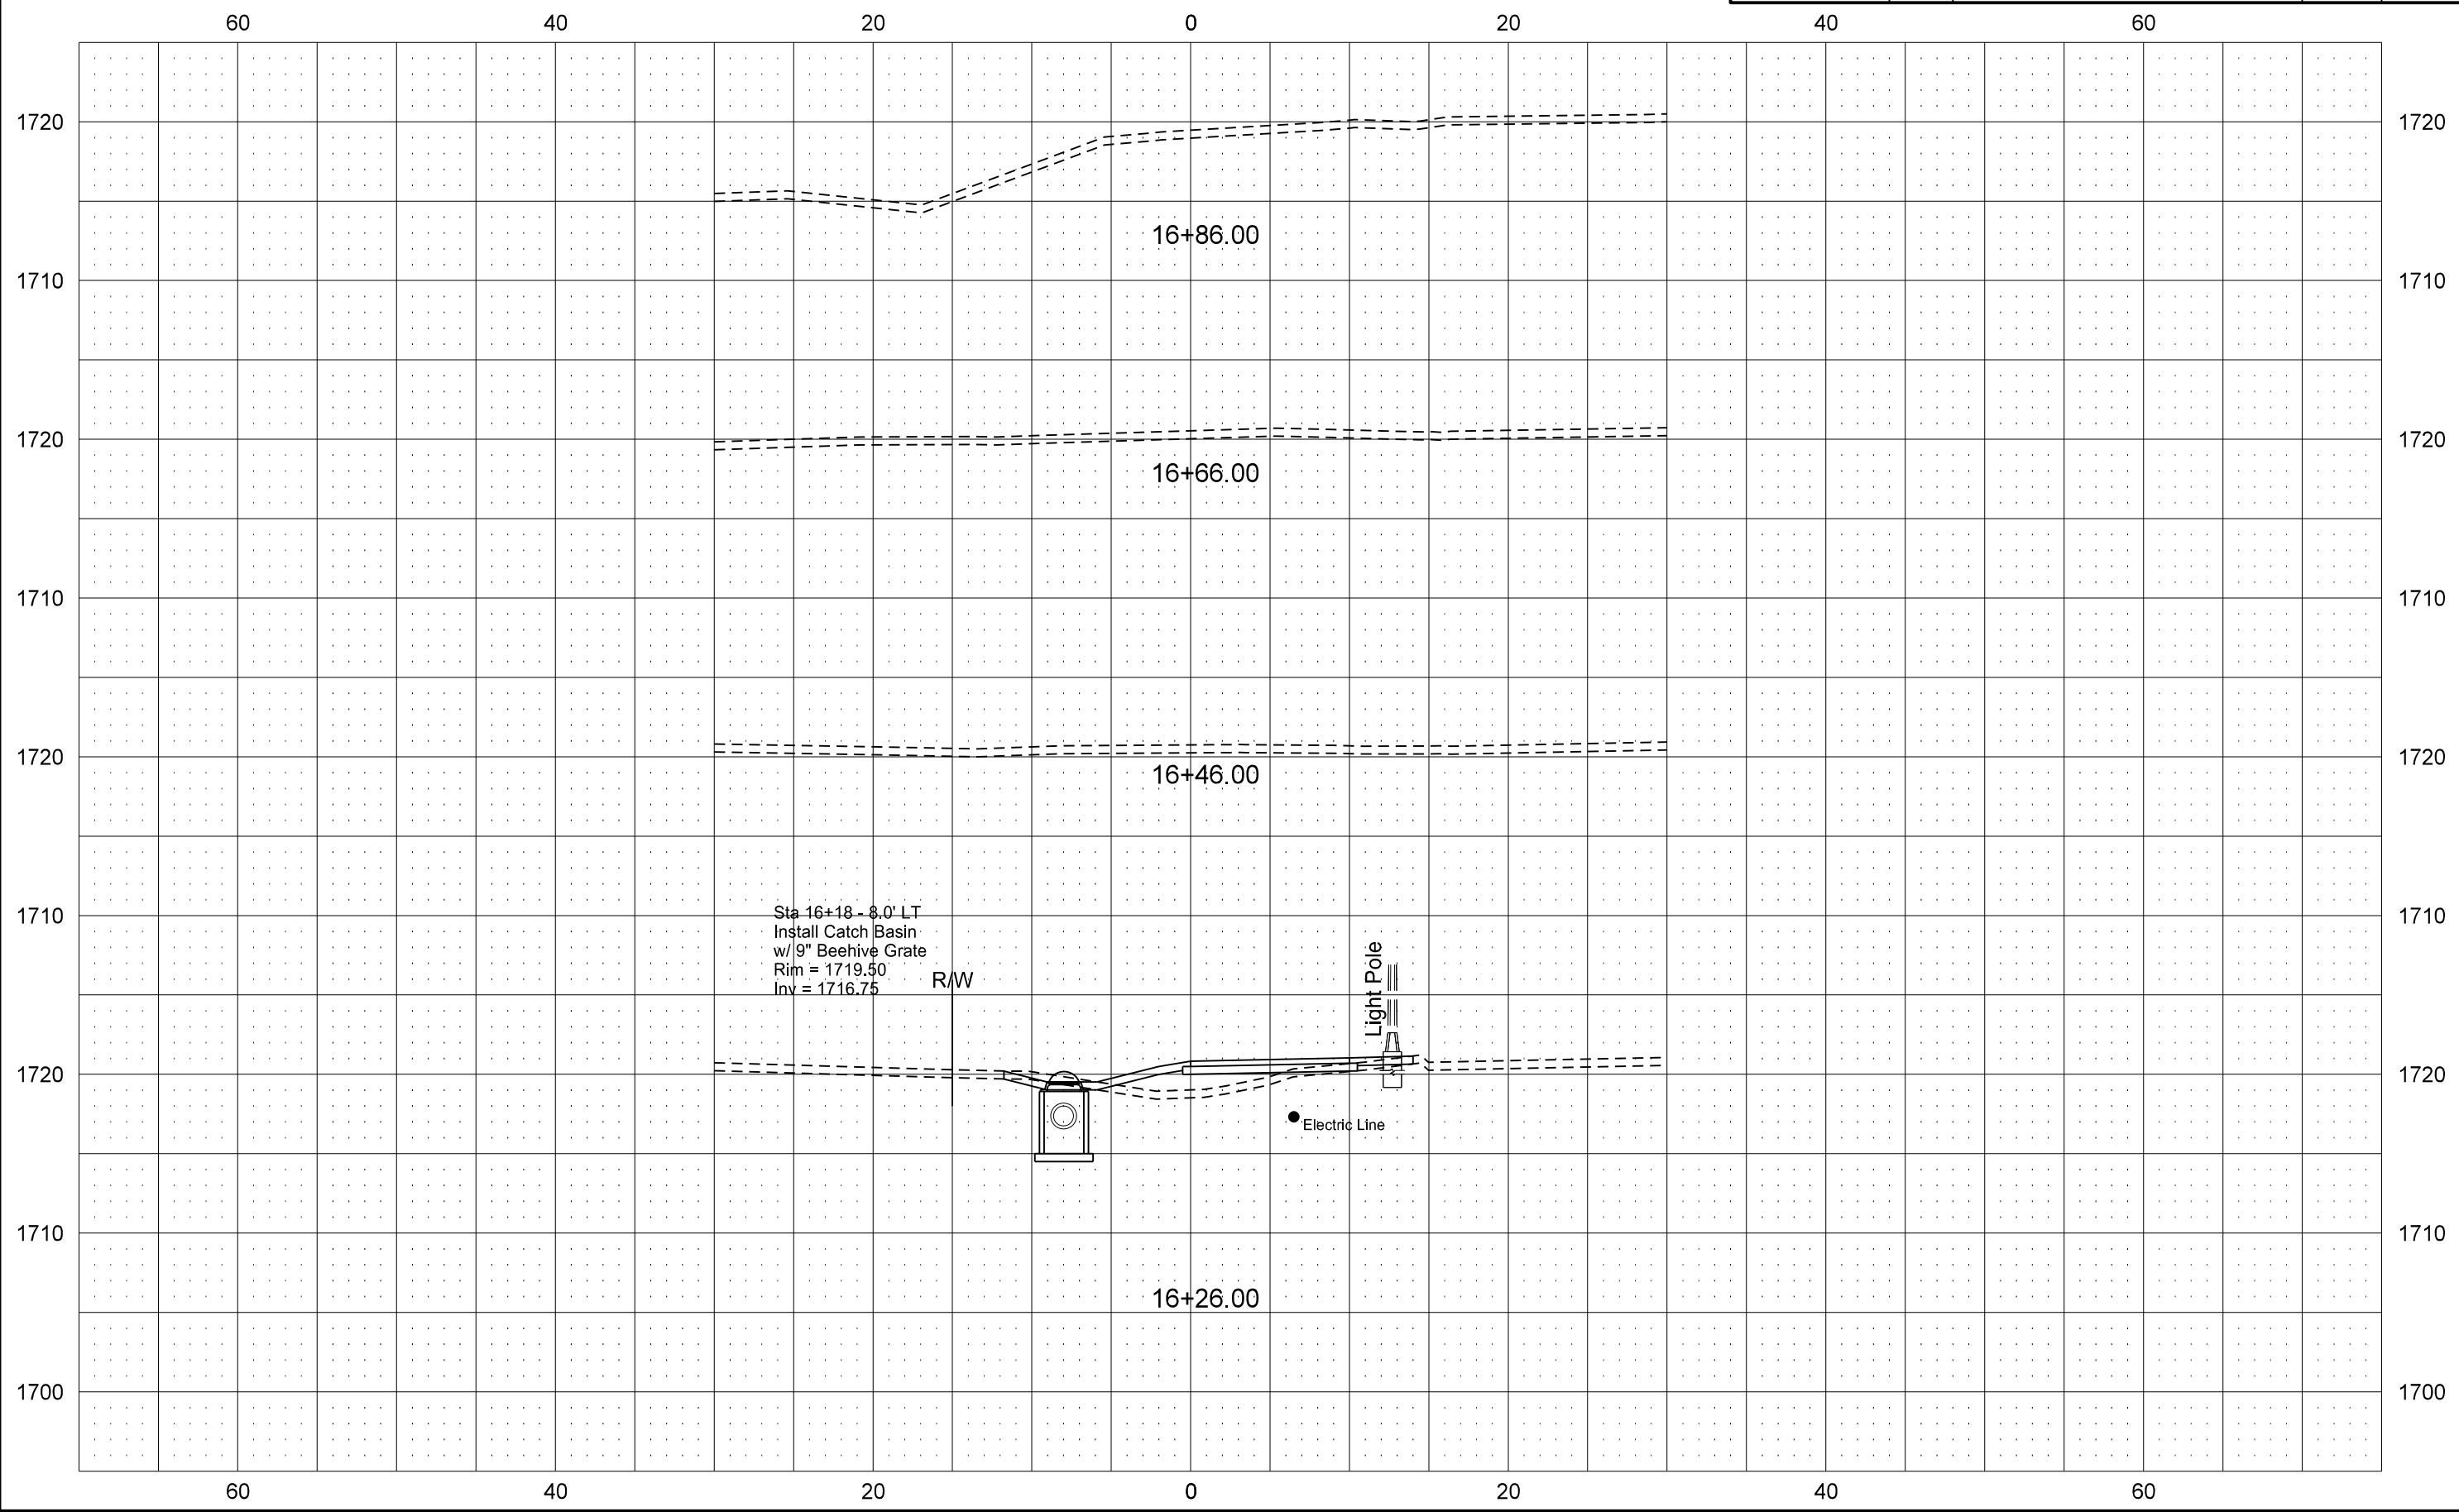 60 40 20 0 20 40 60
1720 1720
16+86.00
1710 1710
1720 1720
16+66.00
1710 1710
1720 1720
16+46.00
1710 1710
Sta 16+18 - 8.0' LT
Install Catch Basin
w/ 9" Beehive Grate
Rim = 1719.50
Inv = 1716.75
R/W
Light Pole
1720 1720
Electric Line
1710 1710
16+26.00
1700 1700
60 40 20 0 20 40 60